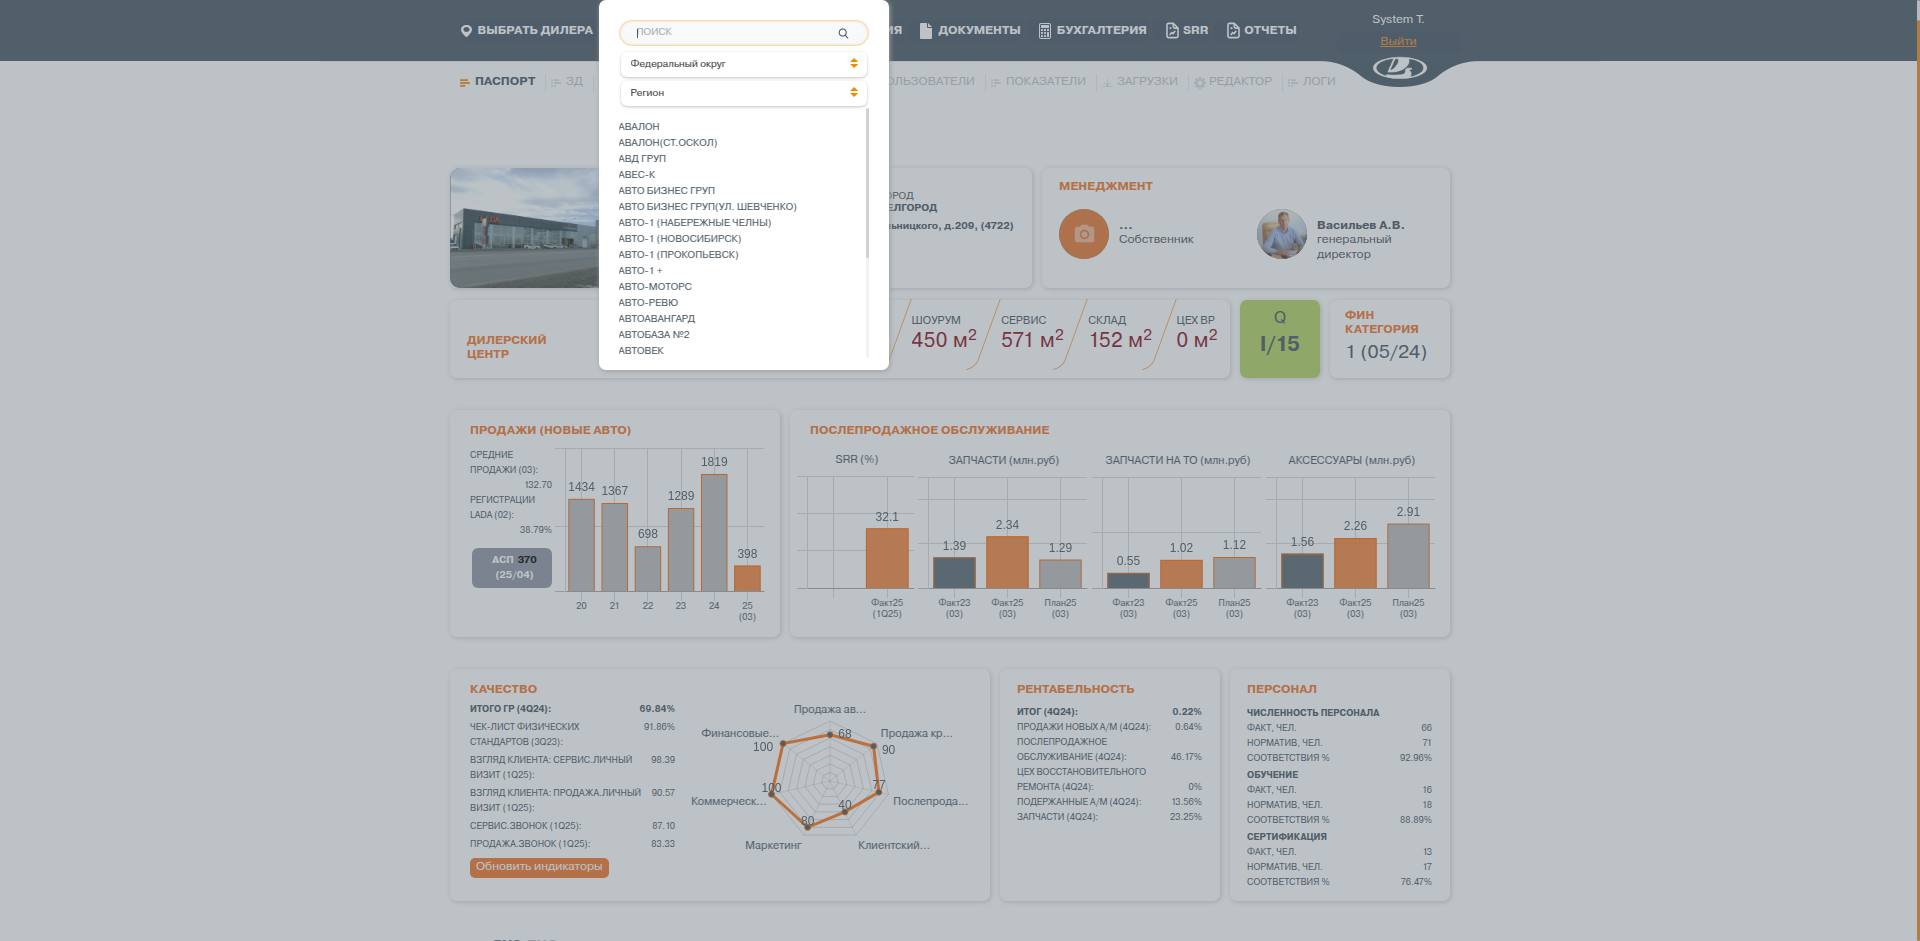 ВЫБРАТЬ ДИЛЕРА
ДОКУМЕНТЫ
БУХГАЛТЕРИЯ
SRR
ОТЧЕТЫ
System T.
Выйти
ПАСПОРТ
ЗД
ПОКАЗАТЕЛИ
ЗАГРУЗКИ
РЕДАКТОР
ЛОГИ
ПОИСК
Федеральный округ
Регион
АВАЛОН
АВАЛОН(СТ.ОСКОЛ)
АВД ГРУП
АВЕС-К
АВТО БИЗНЕС ГРУП
АВТО БИЗНЕС ГРУП(УЛ. ШЕВЧЕНКО)
АВТО-1 (НАБЕРЕЖНЫЕ ЧЕЛНЫ)
АВТО-1 (НОВОСИБИРСК)
АВТО-1 (ПРОКОПЬЕВСК)
АВТО-1 +
АВТО-МОТОРС
АВТО-РЕВЮ
АВТОАВАНГАРД
АВТОБАЗА №2
АВТОВЕК
д.209, (4722)
МЕНЕДЖМЕНТ
...
Собственник
Васильев А.В.
генеральный
директор
ДИЛЕРСКИЙ
ЦЕНТР
ШОУРУМ
450 м²
СЕРВИС
571 м²
СКЛАД
152 м²
ЦЕХ ВР
0 м²
Q
I/15
ФИН
КАТЕГОРИЯ
1 (05/24)
ПРОДАЖИ (НОВЫЕ АВТО)
СРЕДНИЕ
ПРОДАЖИ (03):
132.70
РЕГИСТРАЦИИ
LADA (02):
38.79%
АСП 370
(25/04)
1434 1367 698 1289 1819 398
20 21 22 23 24 25
(03)
ПОСЛЕПРОДАЖНОЕ ОБСЛУЖИВАНИЕ
SRR (%)
32.1
Факт25
(1Q25)
ЗАПЧАСТИ (млн.руб)
1.39 2.34 1.29
Факт23 Факт25 План25
(03) (03) (03)
ЗАПЧАСТИ НА ТО (млн.руб)
0.55 1.02 1.12
Факт23 Факт25 План25
(03) (03) (03)
АКСЕССУАРЫ (млн.руб)
1.56 2.26 2.91
Факт23 Факт25 План25
(03) (03) (03)
КАЧЕСТВО
ИТОГО ГР (4Q24): 69.84%
ЧЕК-ЛИСТ ФИЗИЧЕСКИХ 91.86%
СТАНДАРТОВ (3Q23):
ВЗГЛЯД КЛИЕНТА: СЕРВИС.ЛИЧНЫЙ 98.39
ВИЗИТ (1Q25):
ВЗГЛЯД КЛИЕНТА: ПРОДАЖА.ЛИЧНЫЙ 90.57
ВИЗИТ (1Q25):
СЕРВИС.ЗВОНОК (1Q25): 87.10
ПРОДАЖА.ЗВОНОК (1Q25): 83.33
Обновить индикаторы
Продажа ав...
68
Продажа кр...
90
77
Послепрода...
40
Клиентский...
80
Маркетинг
100
Коммерческ...
Финансовые...
100
РЕНТАБЕЛЬНОСТЬ
ИТОГ (4Q24): 0.22%
ПРОДАЖИ НОВЫХ А/М (4Q24): 0.64%
ПОСЛЕПРОДАЖНОЕ
ОБСЛУЖИВАНИЕ (4Q24): 46.17%
ЦЕХ ВОССТАНОВИТЕЛЬНОГО
РЕМОНТА (4Q24): 0%
ПОДЕРЖАННЫЕ А/М (4Q24): 13.56%
ЗАПЧАСТИ (4Q24): 23.25%
ПЕРСОНАЛ
ЧИСЛЕННОСТЬ ПЕРСОНАЛА
ФАКТ, ЧЕЛ. 66
НОРМАТИВ, ЧЕЛ. 71
СООТВЕТСТВИЯ % 92.96%
ОБУЧЕНИЕ
ФАКТ, ЧЕЛ. 16
НОРМАТИВ, ЧЕЛ. 18
СООТВЕТСТВИЯ % 88.89%
СЕРТИФИКАЦИЯ
ФАКТ, ЧЕЛ. 13
НОРМАТИВ, ЧЕЛ. 17
СООТВЕТСТВИЯ % 76.47%